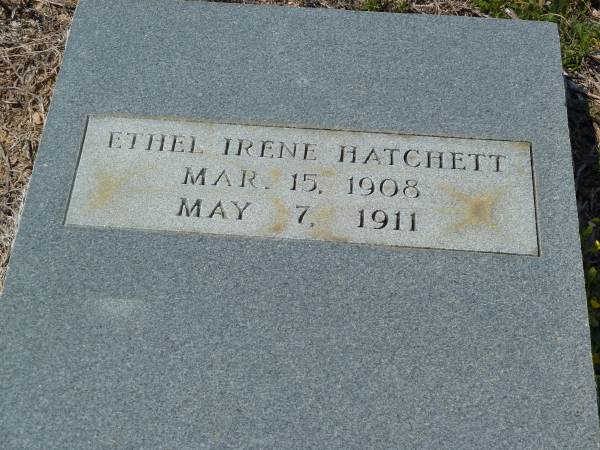 ETHEL IRENE HATCHETT
MAR. 15, 1908
MAY 7, 1911